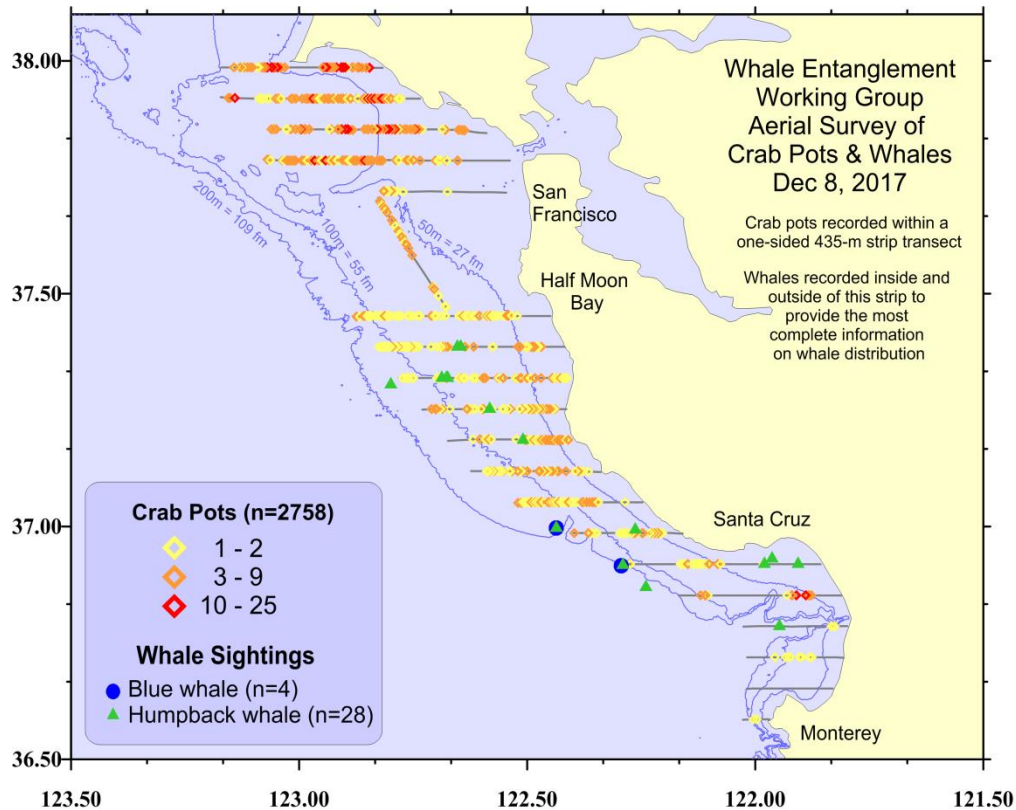 38.00
37.50
37.00
36.50
123.50
123.00
122.50
122.00
121.50
Whale Entanglement
Working Group
Aerial Survey of
Crab Pots & Whales
Dec 8, 2017
Crab pots recorded within a
one-sided 435-m strip transect
Whales recorded inside and
outside of this strip to
provide the most
complete information
on whale distribution
San
Francisco
Half Moon
Bay
Santa Cruz
Monterey
200m = 109 fm
100m = 55 fm
50m = 27 fm
Crab Pots (n=2758)
1 - 2
3 - 9
10 - 25
Whale Sightings
Blue whale (n=4)
Humpback whale (n=28)